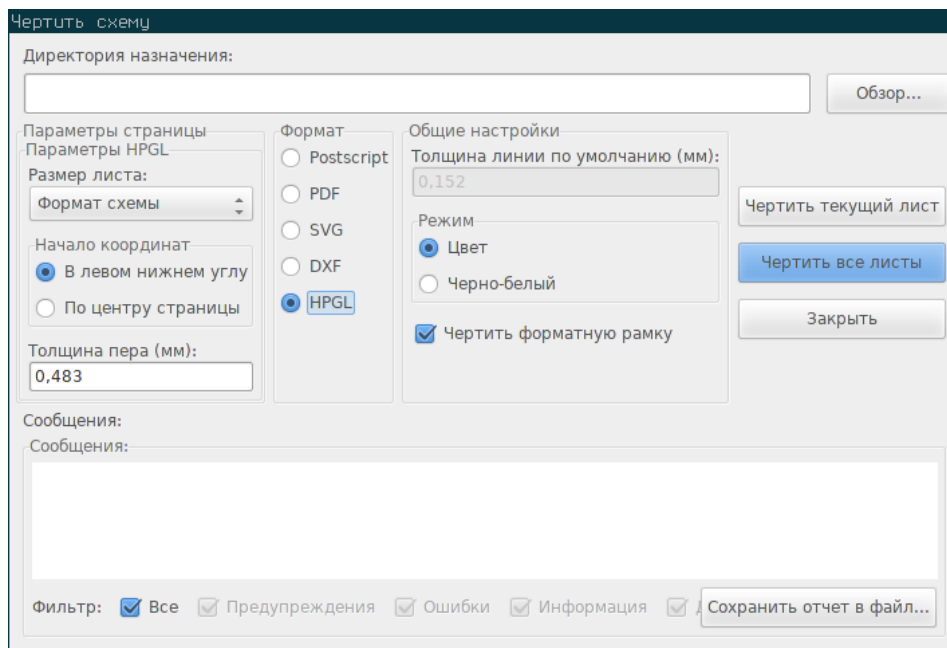 Чертить схему
Директория назначения:
Обзор...
Параметры страницы
Параметры HPGL
Размер листа:
Формат схемы
Начало координат
В левом нижнем углу
По центру страницы
Толщина пера (мм):
0,483
Формат
Postscript
PDF
SVG
DXF
HPGL
Общие настройки
Толщина линии по умолчанию (мм):
0,152
Режим
Цвет
Черно-белый
Чертить форматную рамку
Чертить текущий лист
Чертить все листы
Закрыть
Сообщения:
Сообщения:
Фильтр: Все Предупреждения Ошибки Информация Сохранить отчет в файл...